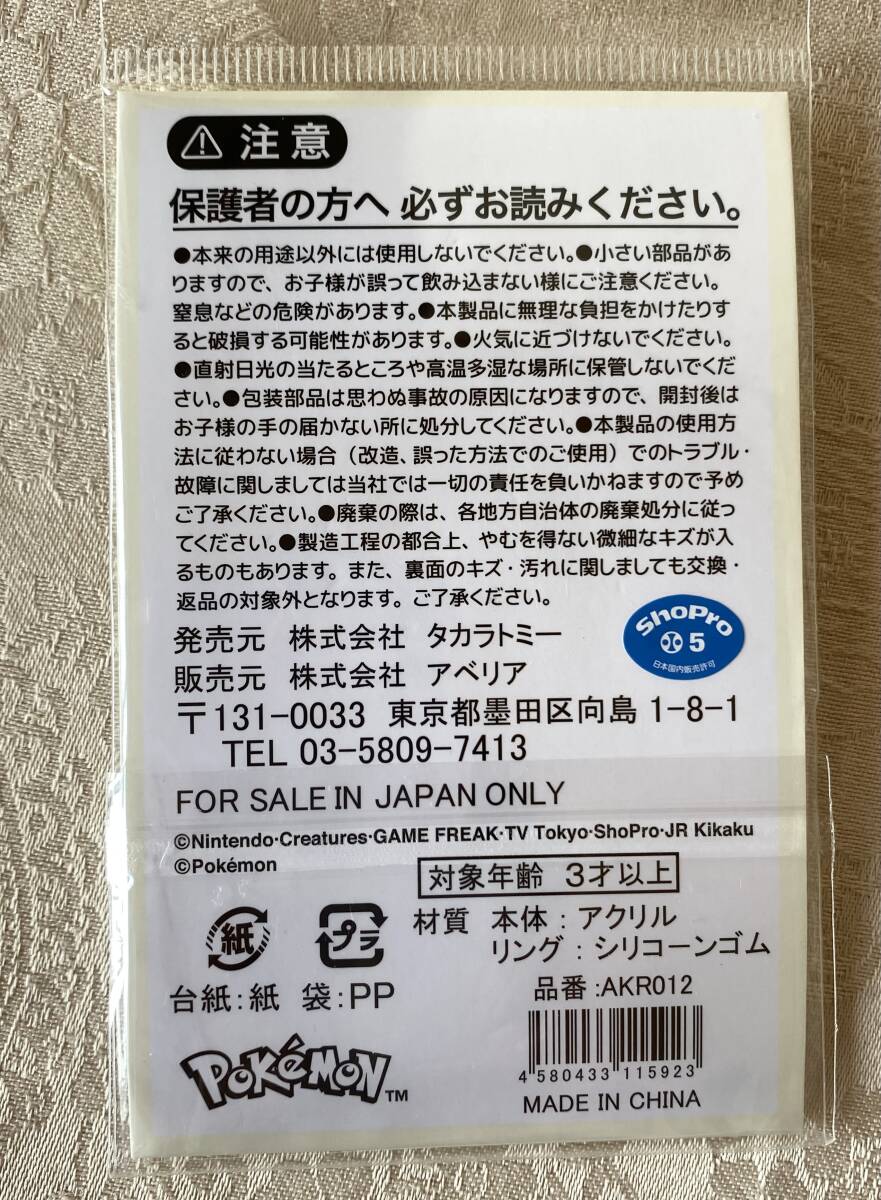 注意
保護者の方へ 必ずお読みください。
●本来の用途以外には使用しないでください。●小さい部品があ
りますので、お子様が誤って飲み込まない様にご注意ください。
窒息などの危険があります。●本製品に無理な負担をかけたりす
ると破損する可能性があります。●火気に近づけないでください。
●直射日光の当たるところや高温多湿な場所に保管しないでくだ
さい。●包装部品は思わぬ事故の原因になりますので、開封後は
お子様の手の届かない所に処分してください。●本製品の使用方
法に従わない場合（改造、誤った方法でのご使用）でのトラブル・
故障に関しましては当社では一切の責任を負いかねますので予め
ご了承ください。●廃棄の際は、各地方自治体の廃棄処分に従っ
てください。●製造工程の都合上、やむを得ない微細なキズが入
るものもあります。また、裏面のキズ・汚れに関しましても交換・
返品の対象外となります。ご了承ください。
ShoPro
5
日本国内販売許可
発売元 株式会社 タカラトミー
販売元 株式会社 アベリア
〒131-0033 東京都墨田区向島 1-8-1
TEL 03-5809-7413
FOR SALE IN JAPAN ONLY
©Nintendo·Creatures·GAME FREAK·TV Tokyo·ShoPro·JR Kikaku
©Pokémon
対象年齢 3才以上
紙
プラ
材質 本体：アクリル
リング：シリコーンゴム
台紙：紙 袋：PP
品番：AKR012
POKéMON™
4 580433 115923
MADE IN CHINA